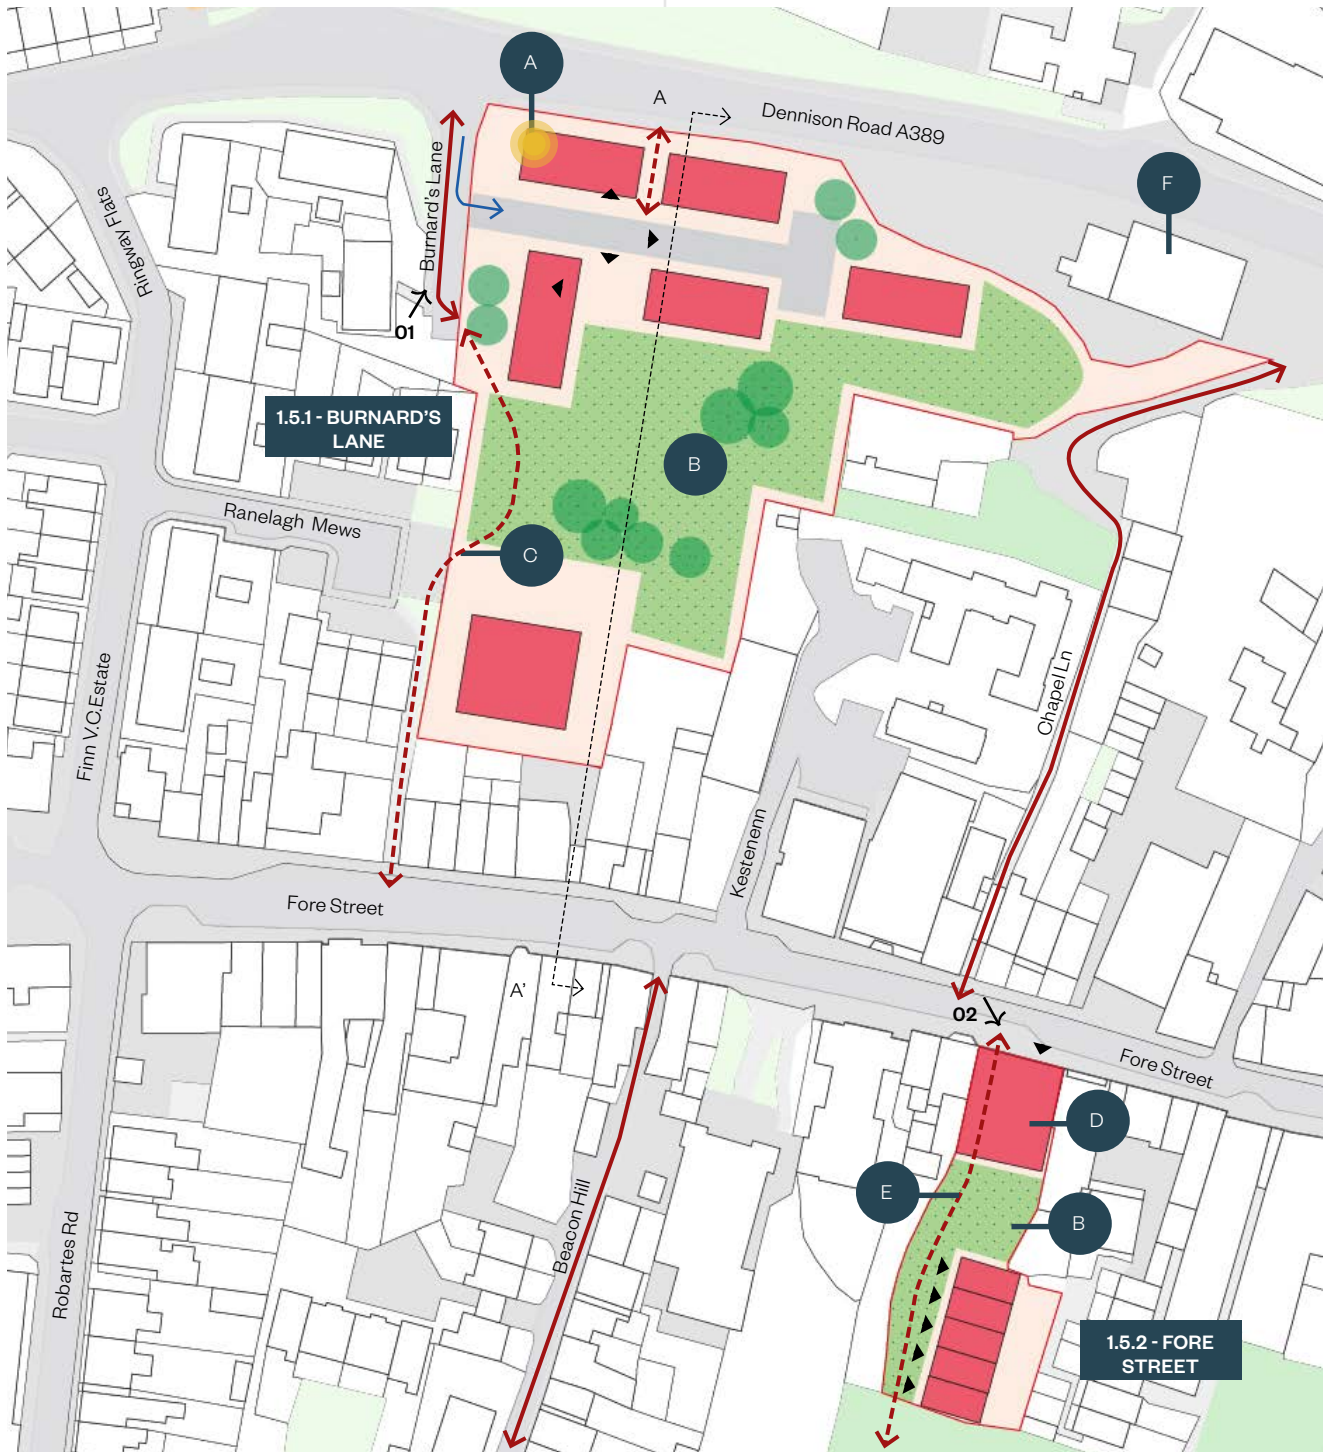 A
A
Dennison Road A389
F
Burnard's Lane
Ringway Flats
01
1.5.1 - BURNARD'S
LANE
B
Ranelagh Mews
C
Finn V.C.Estate
Chapel Ln
Kestenenn
Fore Street
A'
02
Fore Street
D
E
B
Beacon Hill
Robartes Rd
1.5.2 - FORE
STREET